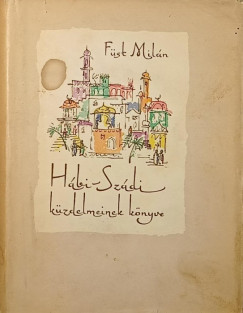 Füst Milán
Hábi-Szádi
küzdelmeinek könyve